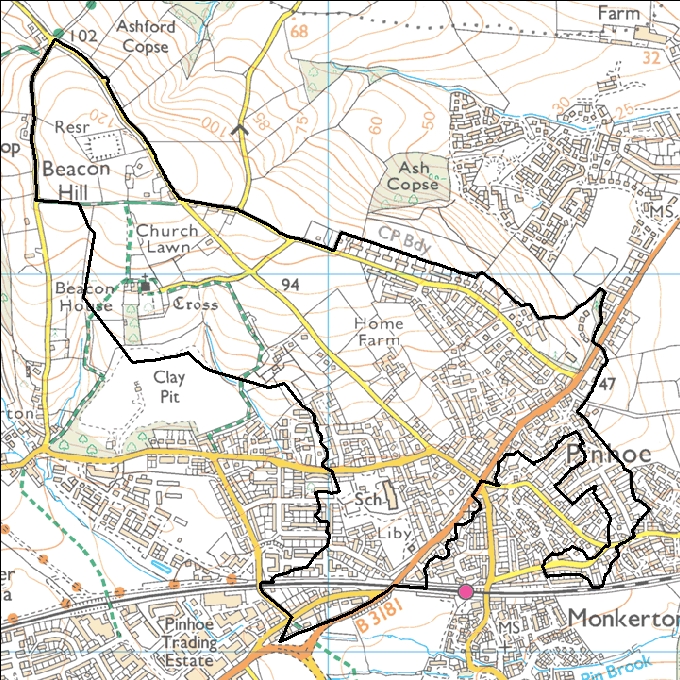 Farm
Ashford
Copse
102
68
32
Resr
120
100
85
75
60
50
30
25
op
Beacon
Hill
Ash
Copse
MS
Church
Lawn
CP Bdy
Beacon
House
Cross
94
Home
Farm
Clay
Pit
47
ton
Pinhoe
Sch
Liby
er
a
B 3181
Pinhoe
Trading
Estate
MS
Monkerton
Pin Brook